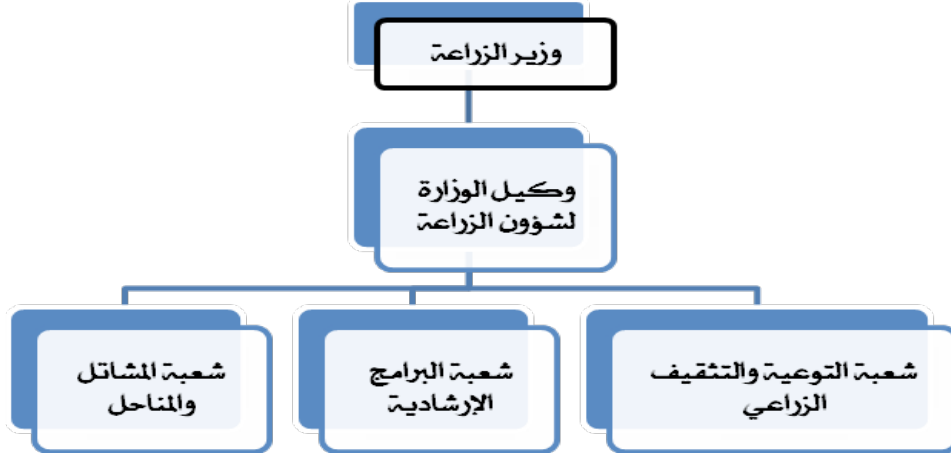 وزير الزراعة
وكيل الوزارة
لشؤون الزراعة
شعبة التوعية والتثقيف
الزراعي
شعبة البرامج
الإرشادية
شعبة المشاتل
والمناحل